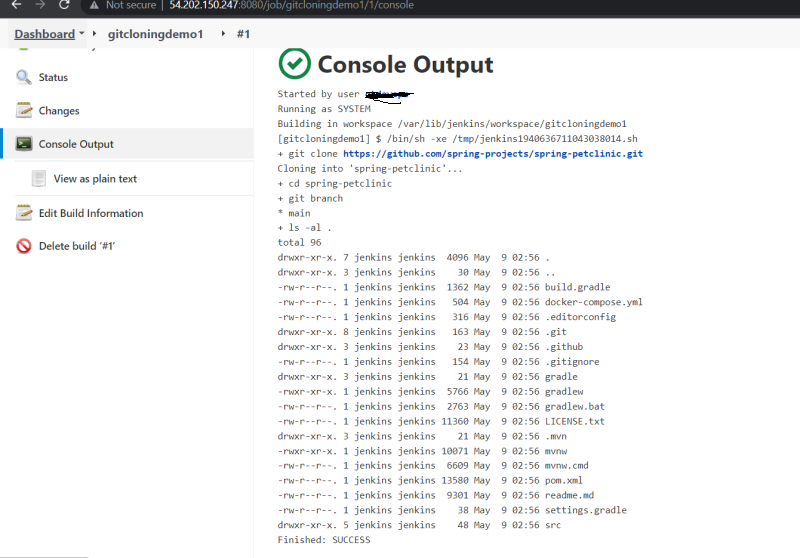 Not secure | 54.202.150.247:8080/job/gitcloningdemo1/1/console
Dashboard gitcloningdemo1 #1
Status
Changes
Console Output
View as plain text
Edit Build Information
Delete build ‘#1’
Console Output
Started by user
Running as SYSTEM
Building in workspace /var/lib/jenkins/workspace/gitcloningdemo1
[gitcloningdemo1] $ /bin/sh -xe /tmp/jenkins1940636711043038014.sh
+ git clone https://github.com/spring-projects/spring-petclinic.git
Cloning into 'spring-petclinic'...
+ cd spring-petclinic
+ git branch
* main
+ ls -al .
total 96
drwxr-xr-x. 7 jenkins jenkins  4096 May  9 02:56 .
drwxr-xr-x. 3 jenkins jenkins    30 May  9 02:56 ..
-rw-r--r--. 1 jenkins jenkins  1362 May  9 02:56 build.gradle
-rw-r--r--. 1 jenkins jenkins   504 May  9 02:56 docker-compose.yml
-rw-r--r--. 1 jenkins jenkins   316 May  9 02:56 .editorconfig
drwxr-xr-x. 8 jenkins jenkins   163 May  9 02:56 .git
drwxr-xr-x. 3 jenkins jenkins    23 May  9 02:56 .github
-rw-r--r--. 1 jenkins jenkins   154 May  9 02:56 .gitignore
drwxr-xr-x. 3 jenkins jenkins    21 May  9 02:56 gradle
-rwxr-xr-x. 1 jenkins jenkins  5766 May  9 02:56 gradlew
-rw-r--r--. 1 jenkins jenkins  2763 May  9 02:56 gradlew.bat
-rw-r--r--. 1 jenkins jenkins 11360 May  9 02:56 LICENSE.txt
drwxr-xr-x. 3 jenkins jenkins    21 May  9 02:56 .mvn
-rwxr-xr-x. 1 jenkins jenkins 10071 May  9 02:56 mvnw
-rw-r--r--. 1 jenkins jenkins  6609 May  9 02:56 mvnw.cmd
-rw-r--r--. 1 jenkins jenkins 13580 May  9 02:56 pom.xml
-rw-r--r--. 1 jenkins jenkins  9301 May  9 02:56 readme.md
-rw-r--r--. 1 jenkins jenkins    38 May  9 02:56 settings.gradle
drwxr-xr-x. 5 jenkins jenkins    48 May  9 02:56 src
Finished: SUCCESS